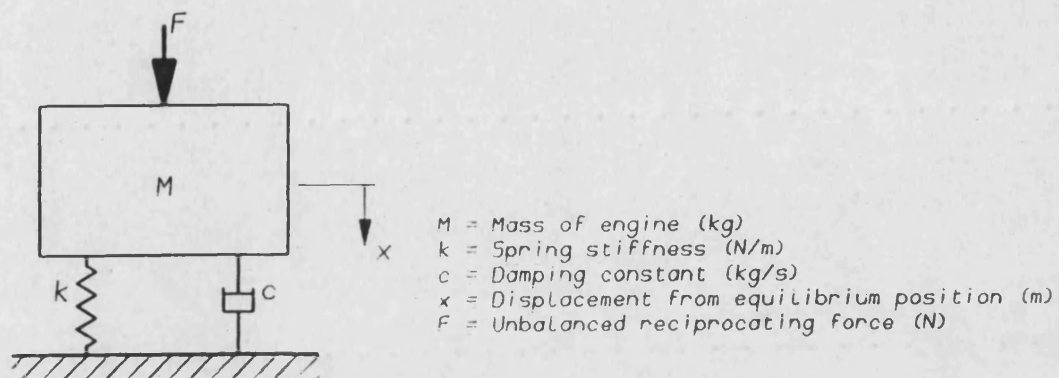 F
M
x
k
c
M = Mass of engine (kg)
k = Spring stiffness (N/m)
c = Damping constant (kg/s)
x = Displacement from equilibrium position (m)
F = Unbalanced reciprocating force (N)